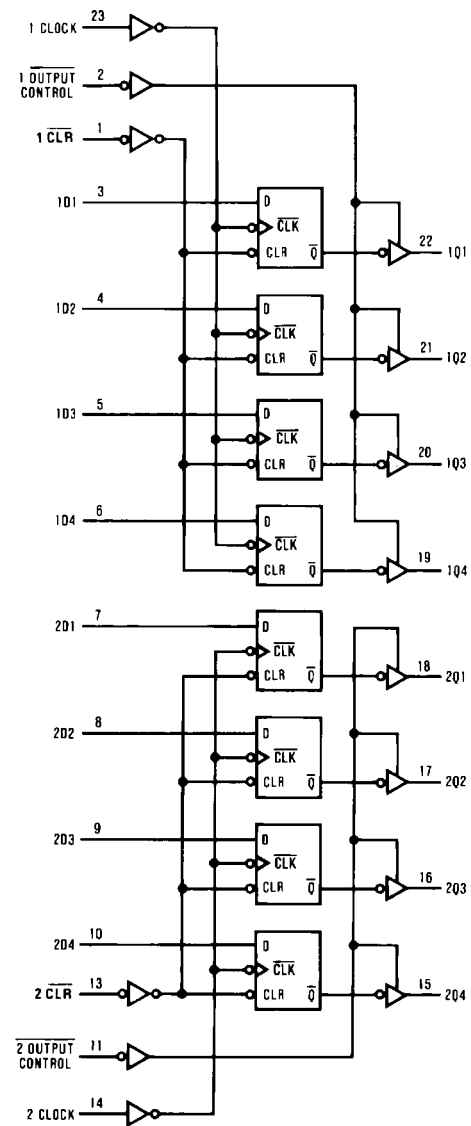 23
1 CLOCK
2
1 OUTPUT
CONTROL
1
1 CLR
1D1 3
D
CLK
CLR Q
22
1Q1
1D2 4
D
CLK
CLR Q
21
1Q2
1D3 5
D
CLK
CLR Q
20
1Q3
1D4 6
D
CLK
CLR Q
19
1Q4
2D1 7
D
CLK
CLR Q
18
2Q1
2D2 8
D
CLK
CLR Q
17
2Q2
2D3 9
D
CLK
CLR Q
16
2Q3
2D4 10
D
CLK
CLR Q
15
2Q4
13
2 CLR
11
2 OUTPUT
CONTROL
14
2 CLOCK